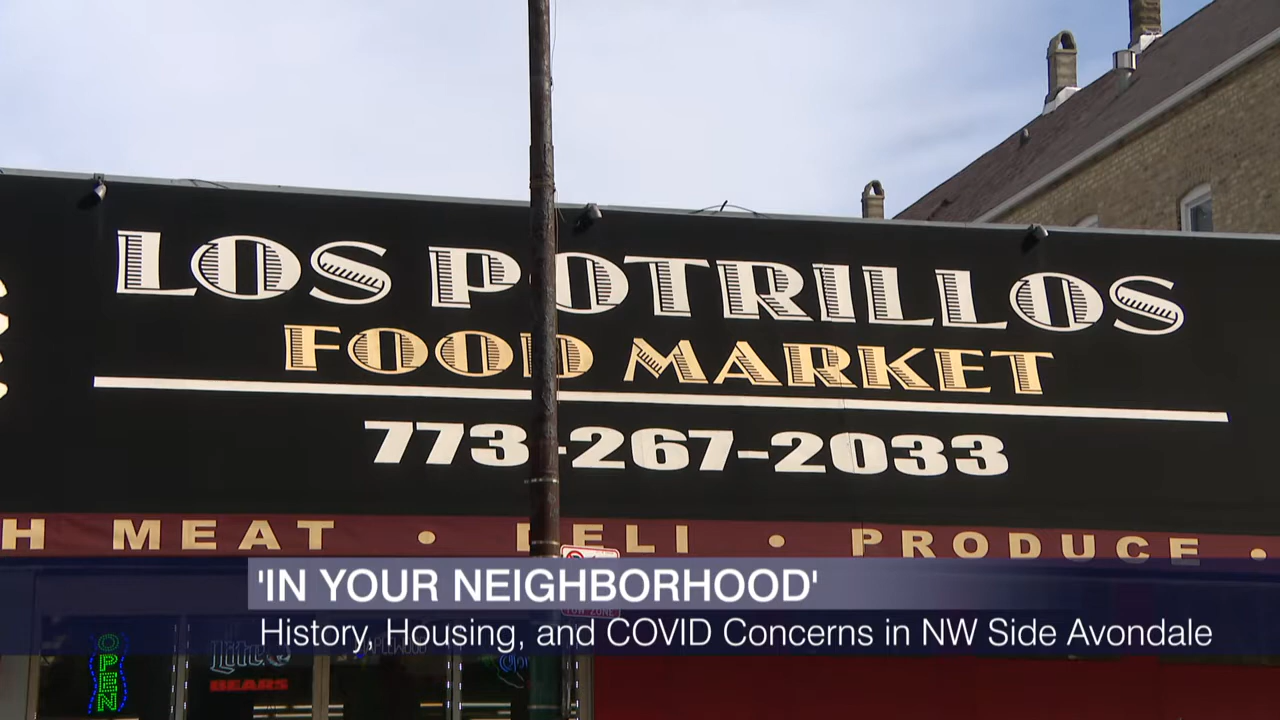 LOS POTRILLOS
FOOD MARKET
773-267-2033
H MEAT • DELI • PRODUCE •
'IN YOUR NEIGHBORHOOD'
History, Housing, and COVID Concerns in NW Side Avondale
OPEN
Lite
BEARS